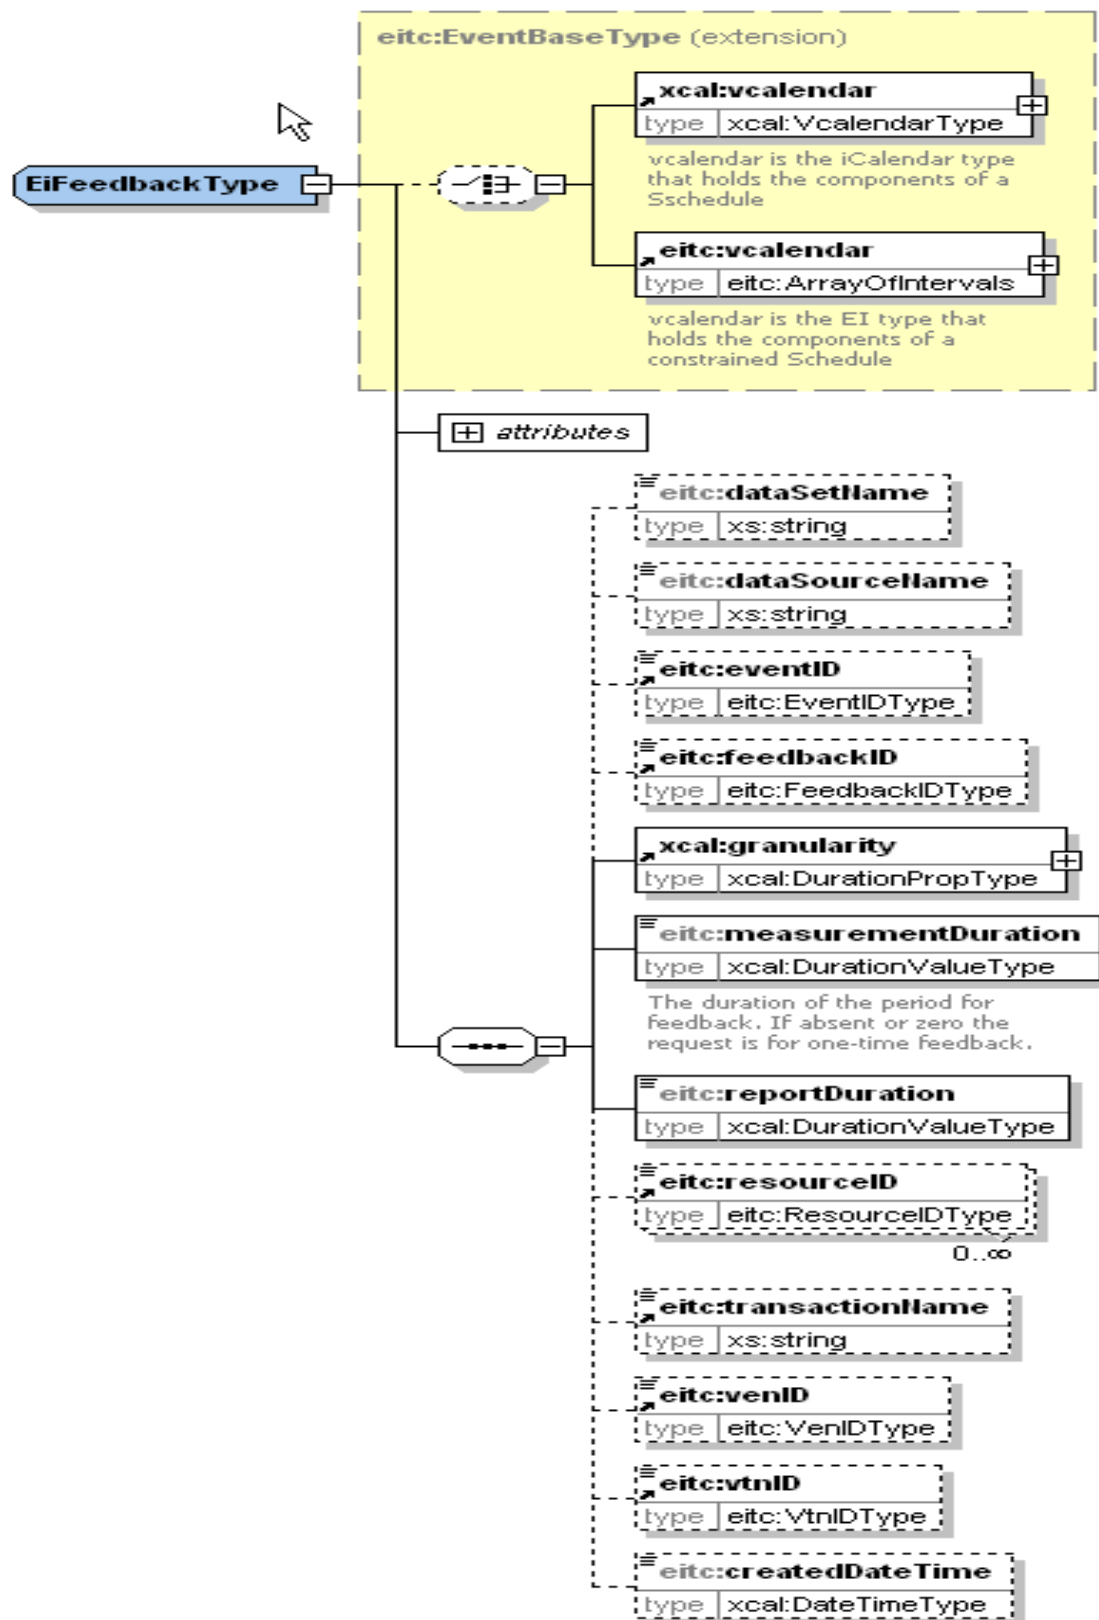 eitc:EventBaseType (extension)
xcal:vcalendar
type xcal:VcalendarType
vcalendar is the iCalendar type
that holds the components of a
Sschedule
EiFeedbackType
eitc:vcalendar
type eitc:ArrayOfIntervals
vcalendar is the EI type that
holds the components of a
constrained Schedule
attributes
eitc:dataSetName
type xs:string
eitc:dataSourceName
type xs:string
eitc:eventID
type eitc:EventIDType
eitc:feedbackID
type eitc:FeedbackIDType
xcal:granularity
type xcal:DurationPropType
eitc:measurementDuration
type xcal:DurationValueType
The duration of the period for
feedback. If absent or zero the
request is for one-time feedback.
eitc:reportDuration
type xcal:DurationValueType
eitc:resourceID
type eitc:ResourceIDType
0..∞
eitc:transactionName
type xs:string
eitc:venID
type eitc:VenIDType
eitc:vtnID
type eitc:VtnIDType
eitc:createdDateTime
type xcal:DateTimeType